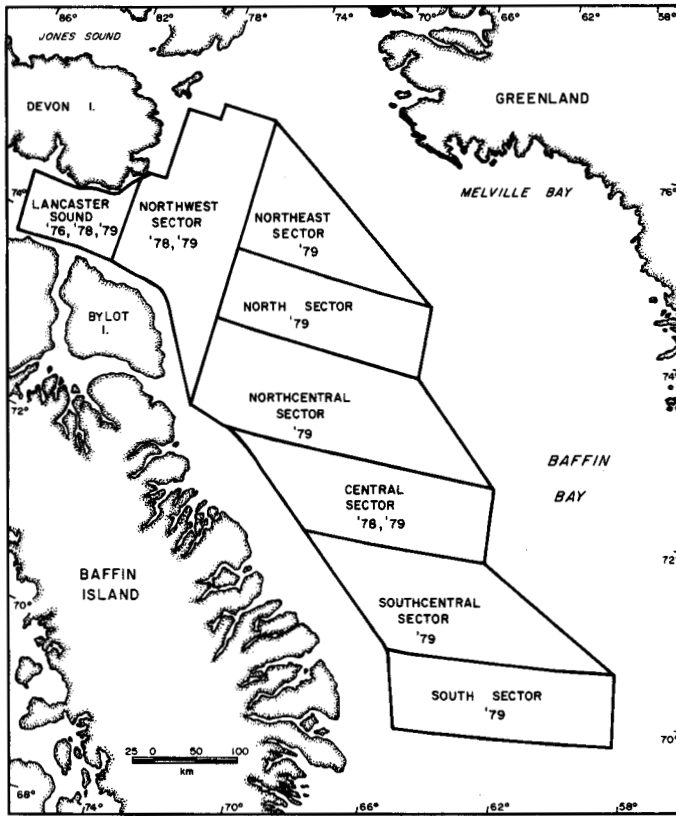 86°
82°
78°
74°
70°
66°
62°
58°
JONES SOUND
DEVON I.
GREENLAND
74°
76°
MELVILLE BAY
LANCASTER
SOUND
'76, '78, '79
NORTHWEST
SECTOR
'78, '79
NORTHEAST
SECTOR
'79
BYLOT
I.
NORTH SECTOR
'79
74°
72°
NORTHCENTRAL
SECTOR
'79
BAFFIN
BAY
CENTRAL
SECTOR
'78, '79
72°
BAFFIN
ISLAND
70°
SOUTHCENTRAL
SECTOR
'79
SOUTH SECTOR
'79
70°
25 0 50 100
km
68°
74°
70°
66°
62°
58°